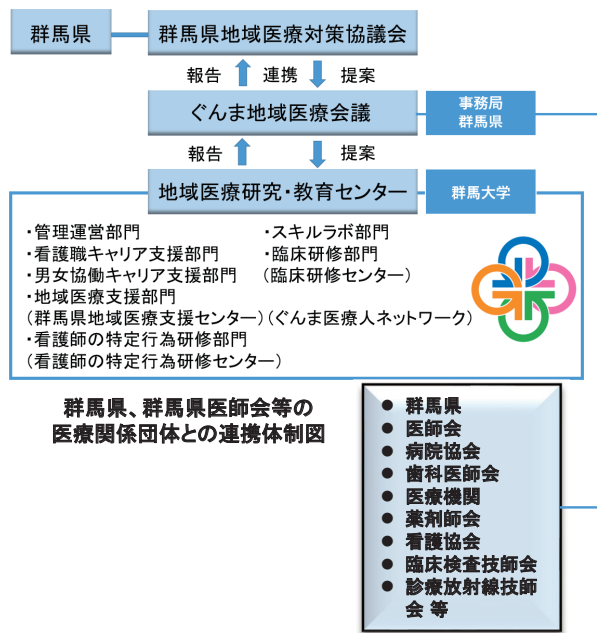 群馬県
群馬県地域医療対策協議会
報告 連携 提案
ぐんま地域医療会議
事務局
群馬県
報告 提案
地域医療研究・教育センター
群馬大学
・管理運営部門
・看護職キャリア支援部門
・男女協働キャリア支援部門
・地域医療支援部門
(群馬県地域医療支援センター)(ぐんま医療人ネットワーク)
・看護師の特定行為研修部門
(看護師の特定行為研修センター)
・スキルラボ部門
・臨床研修部門
(臨床研修センター)
群馬県、群馬県医師会等の
医療関係団体との連携体制図
● 群馬県
● 医師会
● 病院協会
● 歯科医師会
● 医療機関
● 薬剤師会
● 看護協会
● 臨床検査技師会
● 診療放射線技師
会 等